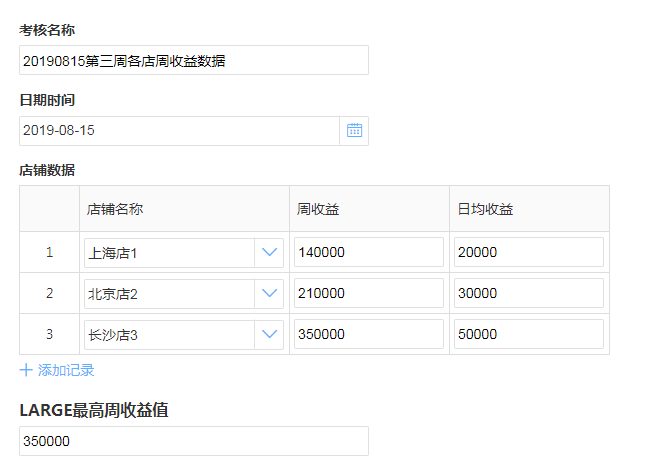 考核名称
20190815第三周各店周收益数据
日期时间
2019-08-15
店铺数据
店铺名称 周收益 日均收益
1 上海店1 140000 20000
2 北京店2 210000 30000
3 长沙店3 350000 50000
+ 添加记录
LARGE最高周收益值
350000